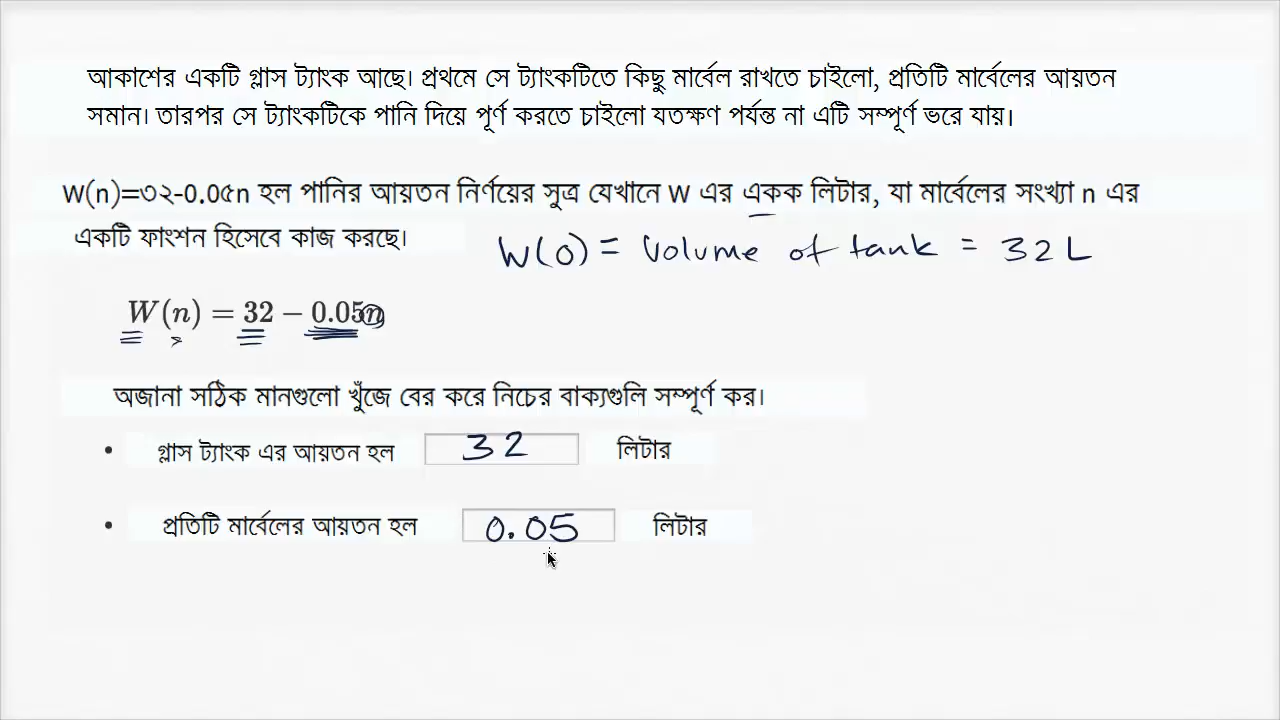 আকাশের একটি গ্লাস ট্যাংক আছে। প্রথমে সে ট্যাংকটিতে কিছু মার্বেল রাখতে চাইলো, প্রতিটি মার্বেলের আয়তন
সমান। তারপর সে ট্যাংকটিকে পানি দিয়ে পূর্ণ করতে চাইলো যতক্ষণ পর্যন্ত না এটি সম্পূর্ণ ভরে যায়।
W(n)=৩২-0.0৫n হল পানির আয়তন নির্ণয়ের সুত্র যেখানে W এর একক লিটার, যা মার্বেলের সংখ্যা n এর
একটি ফাংশন হিসেবে কাজ করছে।
W(0) = Volume of tank = 32 L
W(n) = 32 − 0.05n
অজানা সঠিক মানগুলো খুঁজে বের করে নিচের বাক্যগুলি সম্পূর্ণ কর।
• গ্লাস ট্যাংক এর আয়তন হল 32 লিটার
• প্রতিটি মার্বেলের আয়তন হল 0.05 লিটার